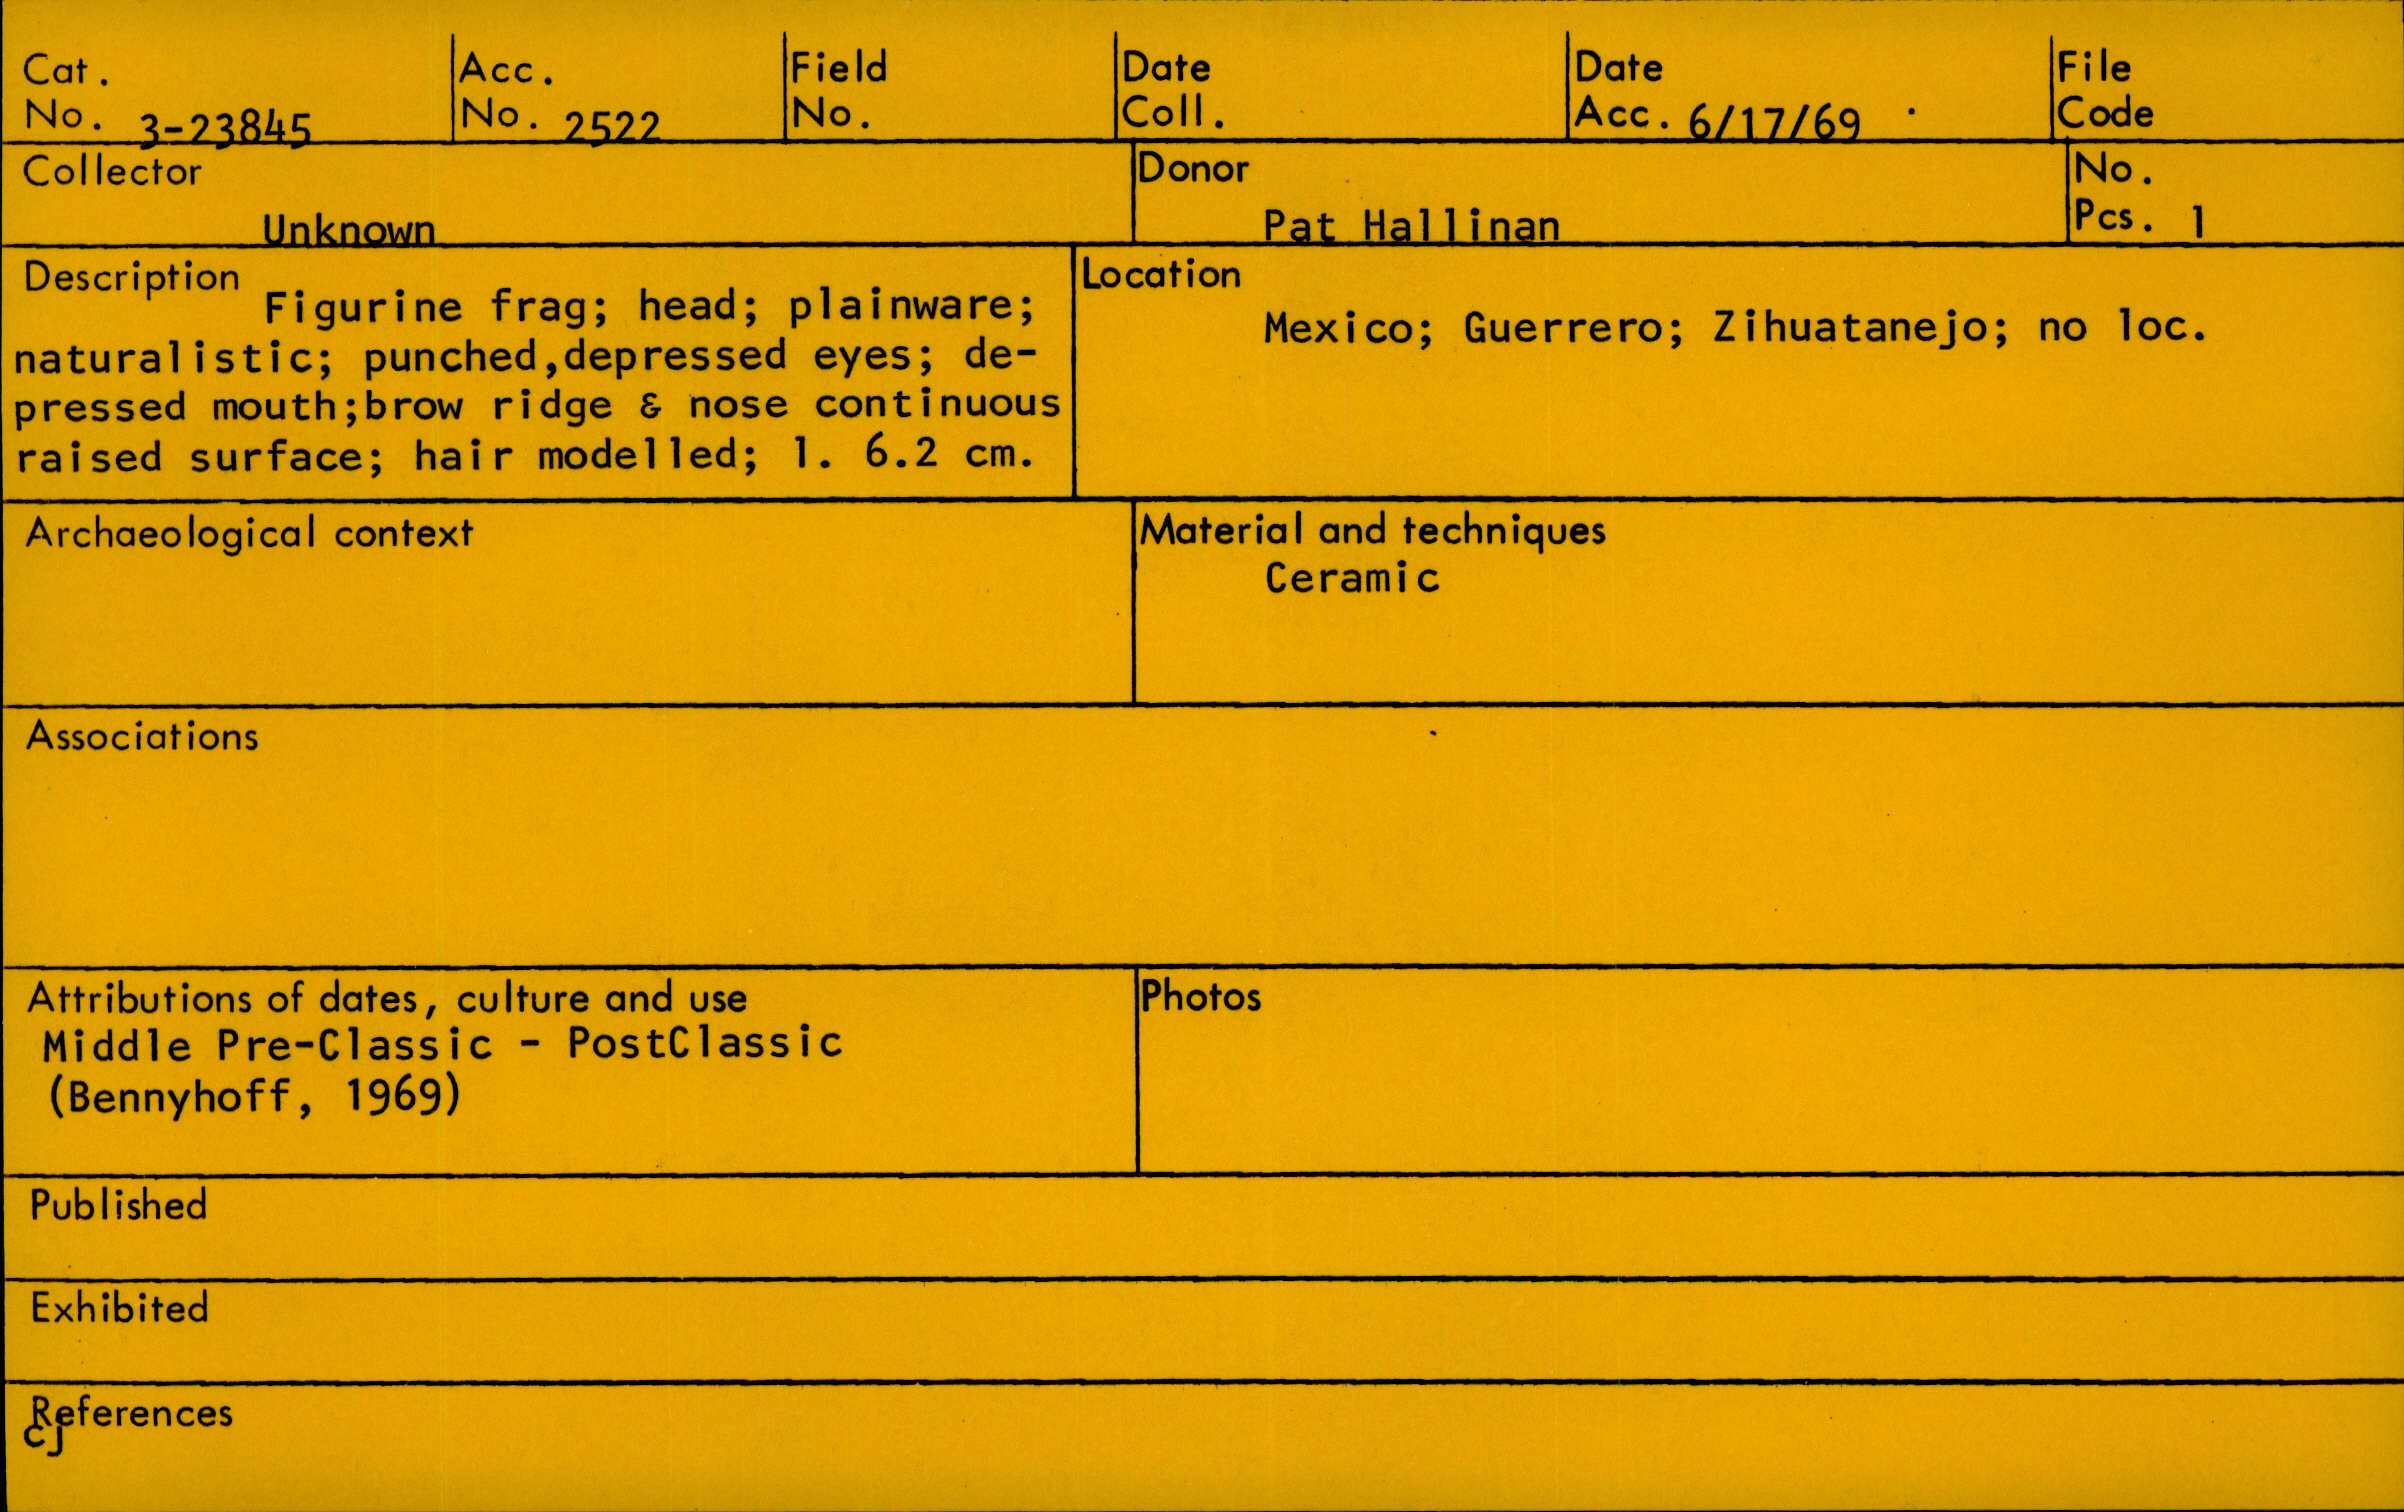 Cat. No. 3-23845
Acc. No. 2522
Field No.
Date Coll.
Date Acc. 6/17/69
File Code
Collector
Unknown
Donor
Pat Hallinan
No. Pcs. 1
Description
Figurine frag; head; plainware;
naturalistic; punched,depressed eyes; de-
pressed mouth;brow ridge & nose continuous
raised surface; hair modelled; l. 6.2 cm.
Location
Mexico; Guerrero; Zihuatanejo; no loc.
Archaeological context
Material and techniques
Ceramic
Associations
Attributions of dates, culture and use
Middle Pre-Classic - PostClassic
(Bennyhoff, 1969)
Photos
Published
Exhibited
References
cj